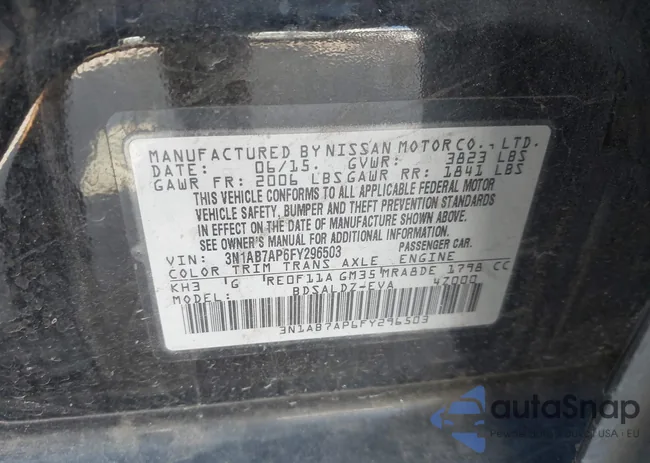 MANUFACTURED BY NISSAN MOTOR CO., LTD.
DATE: 06/15. GVWR: 3823 LBS
GAWR FR: 2006 LBS GAWR RR: 1841 LBS
THIS VEHICLE CONFORMS TO ALL APPLICABLE FEDERAL MOTOR
VEHICLE SAFETY, BUMPER AND THEFT PREVENTION STANDARDS
IN EFFECT ON THE DATE OF MANUFACTURE SHOWN ABOVE.
SEE OWNER'S MANUAL FOR ADDITIONAL INFORMATION.
VIN: 3N1AB7AP6FY296503 PASSENGER CAR.
COLOR TRIM TRANS AXLE ENGINE
KH3 G RE0F11A GM35 MRA8DE 1798 CC
MODEL: BDSALDZ-EVA 47000
3N1AB7AP6FY296503
autoSnap
USA - EU